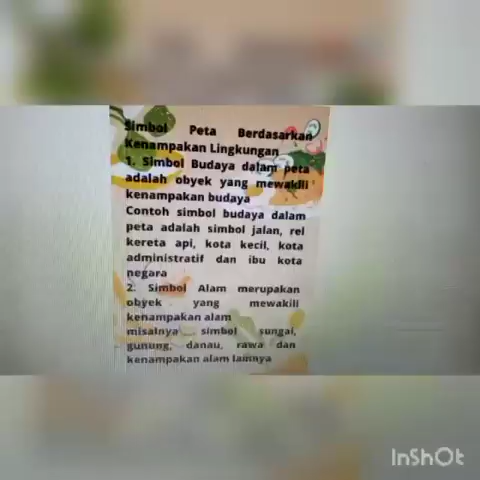 Simbol Peta Berdasarkan
Kenampakan Lingkungan
1. Simbol Budaya dalam peta
adalah obyek yang mewakili
kenampakan budaya
Contoh simbol budaya dalam
peta adalah simbol jalan, rel
kereta api, kota kecil, kota
administratif dan ibu kota
negara
2. Simbol Alam merupakan
obyek yang mewakili
kenampakan alam
misalnya simbol sungai,
gunung, danau, rawa dan
kenampakan alam lainnya
InShOt